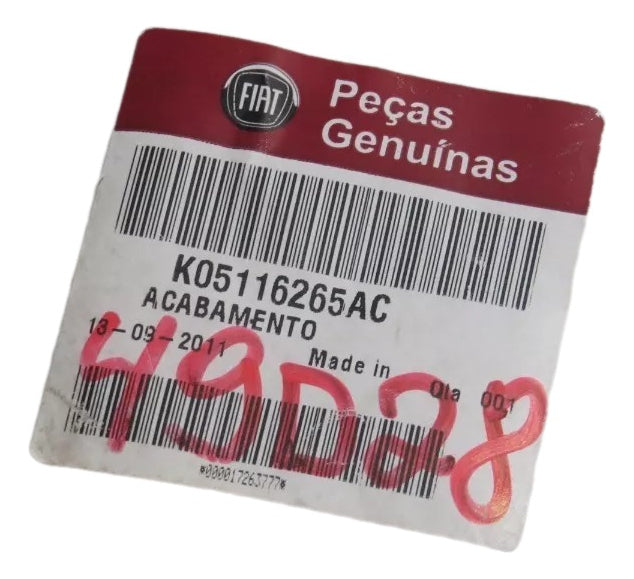 FIAT
Peças
Genuínas
K05116265AC
ACABAMENTO
13-09-2011
Made in
Qta 001
49D28
*000017263777*